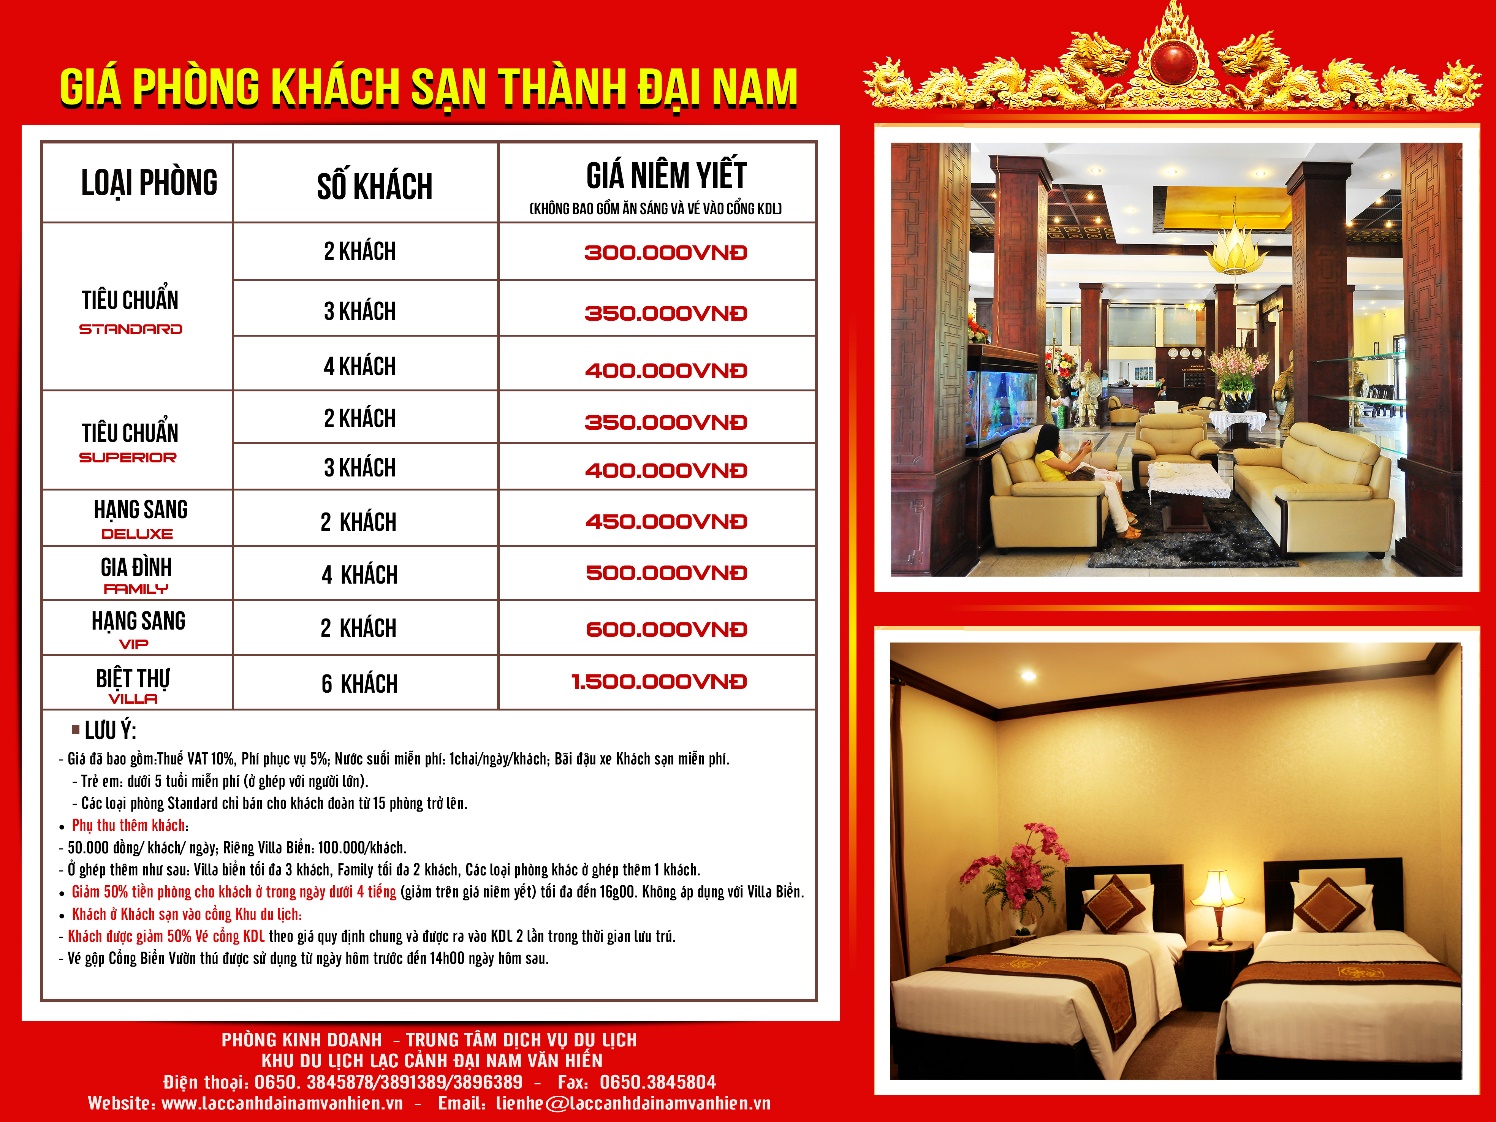 GIÁ PHÒNG KHÁCH SẠN THÀNH ĐẠI NAM
LOẠI PHÒNG
SỐ KHÁCH
GIÁ NIÊM YIẾT
(KHÔNG BAO GỒM ĂN SÁNG VÀ VÉ VÀO CỔNG KDL)
TIÊU CHUẨN
STANDARD
2 KHÁCH
300.000VNĐ
3 KHÁCH
350.000VNĐ
4 KHÁCH
400.000VNĐ
TIÊU CHUẨN
SUPERIOR
2 KHÁCH
350.000VNĐ
3 KHÁCH
400.000VNĐ
HẠNG SANG
DELUXE
2 KHÁCH
450.000VNĐ
GIA ĐÌNH
FAMILY
4 KHÁCH
500.000VNĐ
HẠNG SANG
VIP
2 KHÁCH
600.000VNĐ
BIỆT THỰ
VILLA
6 KHÁCH
1.500.000VNĐ
▪ LƯU Ý:
- Giá đã bao gồm:Thuế VAT 10%, Phí phục vụ 5%; Nước suối miễn phí: 1chai/ngày/khách; Bãi đậu xe Khách sạn miễn phí.
- Trẻ em: dưới 5 tuổi miễn phí (ở ghép với người lớn).
- Các loại phòng Standard chỉ bán cho khách đoàn từ 15 phòng trở lên.
• Phụ thu thêm khách:
- 50.000 đồng/ khách/ ngày; Riêng Villa Biển: 100.000/khách.
- Ở ghép thêm như sau: Villa biển tối đa 3 khách, Family tối đa 2 khách, Các loại phòng khác ở ghép thêm 1 khách.
• Giảm 50% tiền phòng cho khách ở trong ngày dưới 4 tiếng (giảm trên giá niêm yết) tối đa đến 16g00. Không áp dụng với Villa Biển.
• Khách ở Khách sạn vào cổng Khu du lịch:
- Khách được giảm 50% Vé cổng KDL theo giá quy định chung và được ra vào KDL 2 lần trong thời gian lưu trú.
- Vé gộp Cổng Biển Vườn thú được sử dụng từ ngày hôm trước đến 14h00 ngày hôm sau.
PHÒNG KINH DOANH - TRUNG TÂM DỊCH VỤ DU LỊCH
KHU DU LỊCH LẠC CẢNH ĐẠI NAM VĂN HIẾN
Điện thoại: 0650. 3845878/3891389/3896389 - Fax: 0650.3845804
Website: www.laccanhdainamvanhien.vn - Email: lienhe@laccanhdainamvanhien.vn